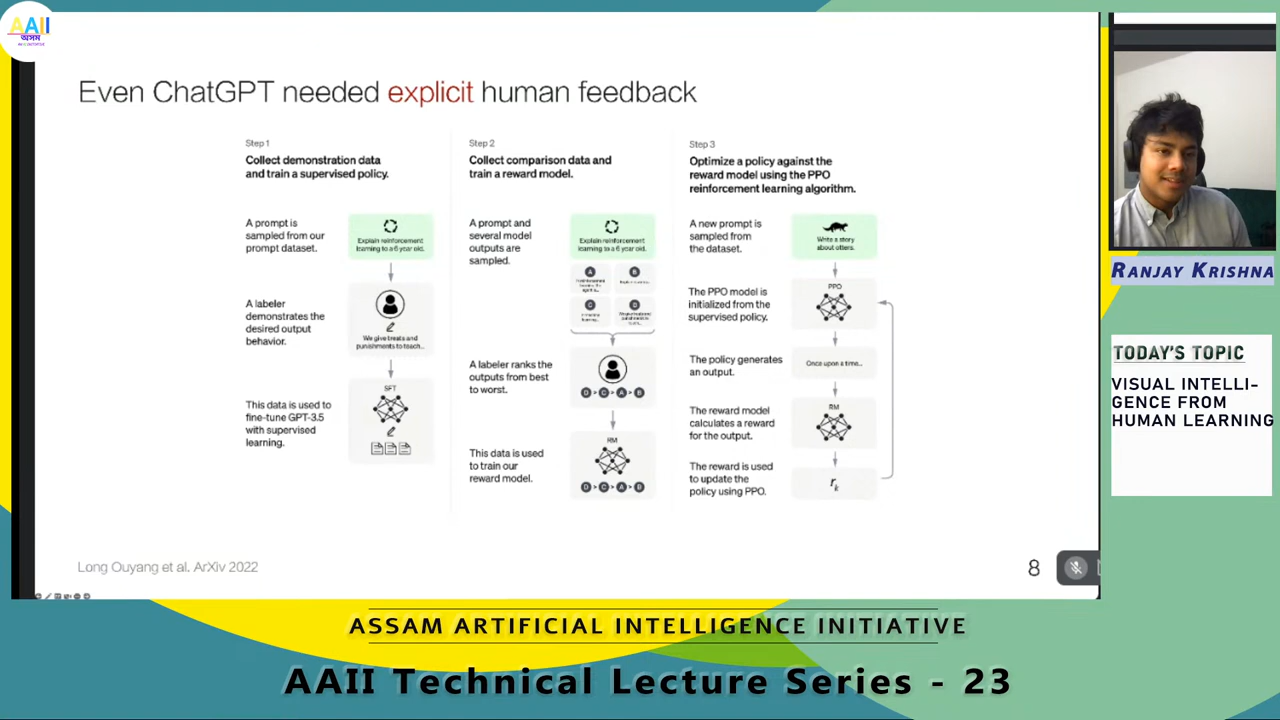 AAII
অসম
Even ChatGPT needed explicit human feedback
Step 1
Collect demonstration data
and train a supervised policy.
A prompt is
sampled from our
prompt dataset.
Explain reinforcement
learning to a 6 year old.
A labeler
demonstrates the
desired output
behavior.
We give treats and
punishments to teach...
SFT
This data is used to
fine-tune GPT-3.5
with supervised
learning.
Step 2
Collect comparison data and
train a reward model.
A prompt and
several model
outputs are
sampled.
Explain reinforcement
learning to a 6 year old.
A
B
C
D
A labeler ranks the
outputs from best
to worst.
D > C > A > B
RM
This data is used
to train our
reward model.
D > C > A > B
Step 3
Optimize a policy against the
reward model using the PPO
reinforcement learning algorithm.
A new prompt is
sampled from
the dataset.
Write a story
about otters.
PPO
The PPO model is
initialized from the
supervised policy.
The policy generates
an output.
Once upon a time...
RM
The reward model
calculates a reward
for the output.
The reward is used
to update the
policy using PPO.
rk
Long Ouyang et al. ArXiv 2022
8
RANJAY KRISHNA
TODAY'S TOPIC
VISUAL INTELLI-
GENCE FROM
HUMAN LEARNING
ASSAM ARTIFICIAL INTELLIGENCE INITIATIVE
AAII Technical Lecture Series - 23